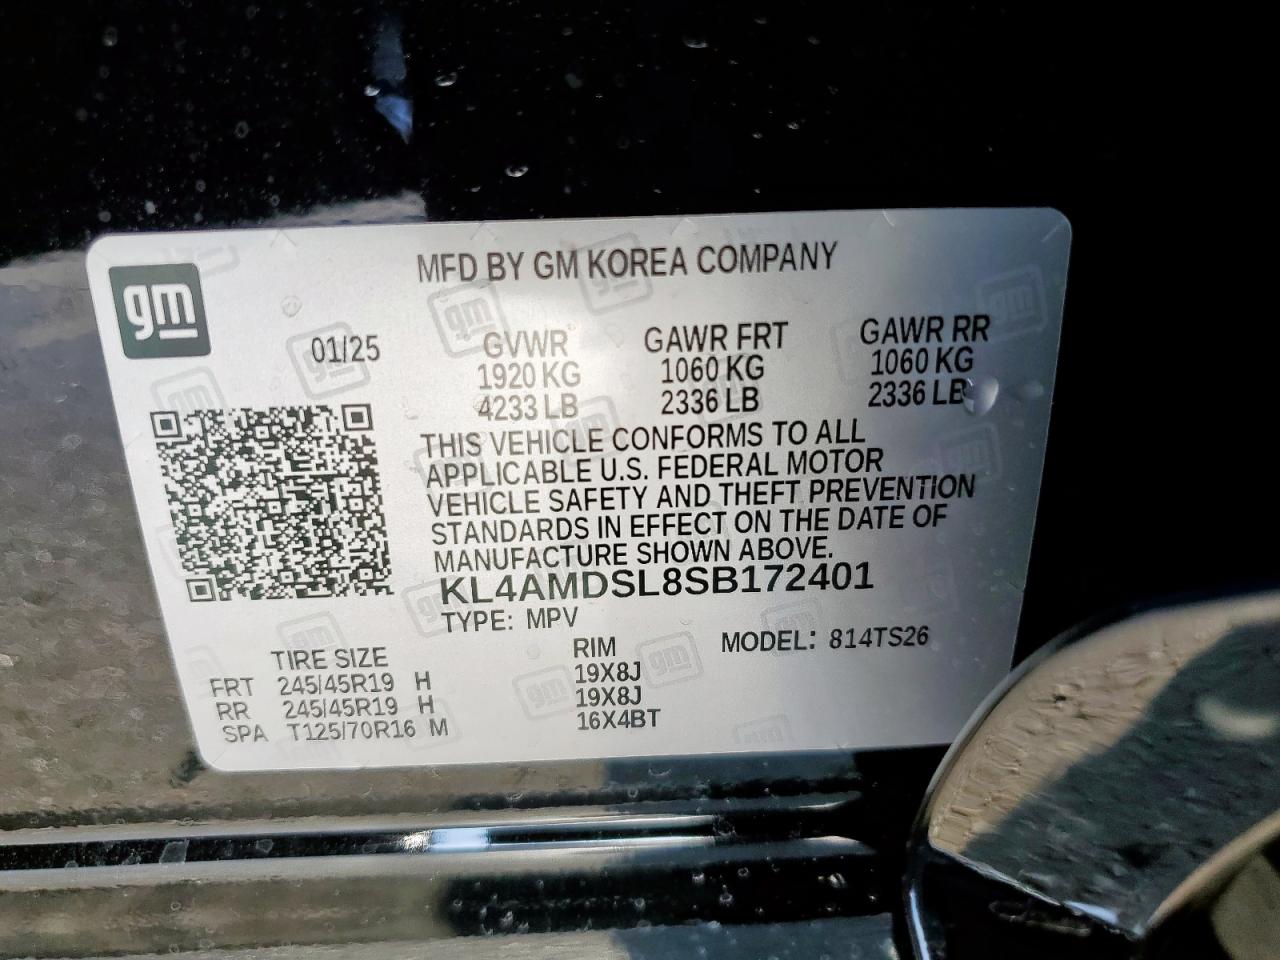 gm
MFD BY GM KOREA COMPANY
01/25
GVWR GAWR FRT GAWR RR
1920 KG 1060 KG 1060 KG
4233 LB 2336 LB 2336 LB
THIS VEHICLE CONFORMS TO ALL
APPLICABLE U.S. FEDERAL MOTOR
VEHICLE SAFETY AND THEFT PREVENTION
STANDARDS IN EFFECT ON THE DATE OF
MANUFACTURE SHOWN ABOVE.
KL4AMDSL8SB172401
TYPE: MPV
MODEL: 814TS26
TIRE SIZE RIM
FRT 245/45R19 H 19X8J
RR 245/45R19 H 19X8J
SPA T125/70R16 M 16X4BT